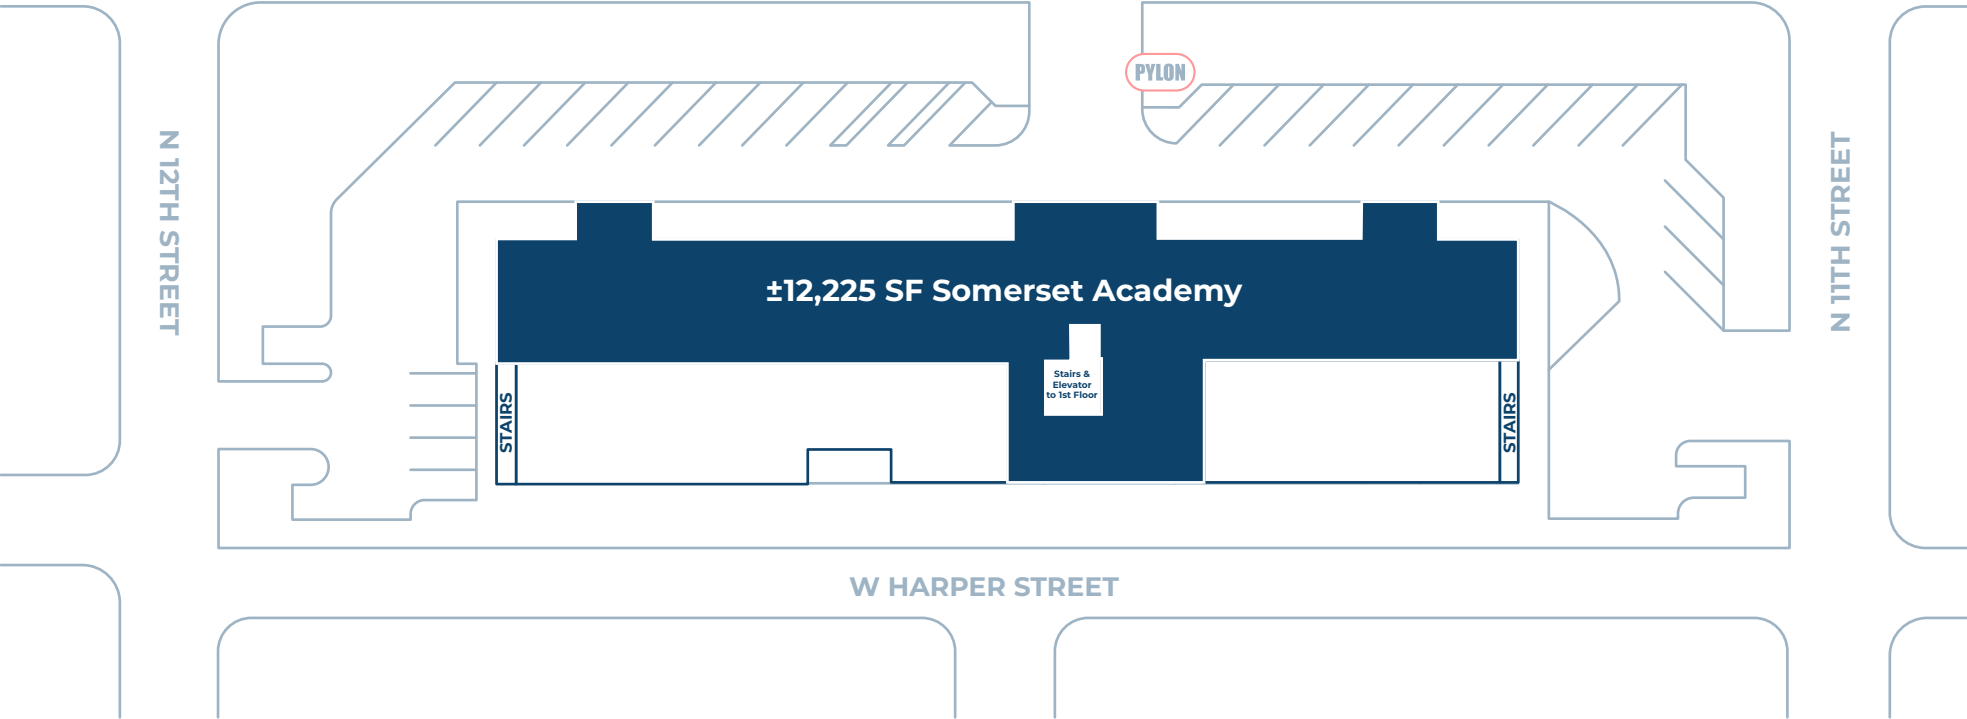 PYLON
N 12TH STREET
N 11TH STREET
±12,225 SF Somerset Academy
Stairs &
Elevator
to 1st Floor
STAIRS
STAIRS
W HARPER STREET